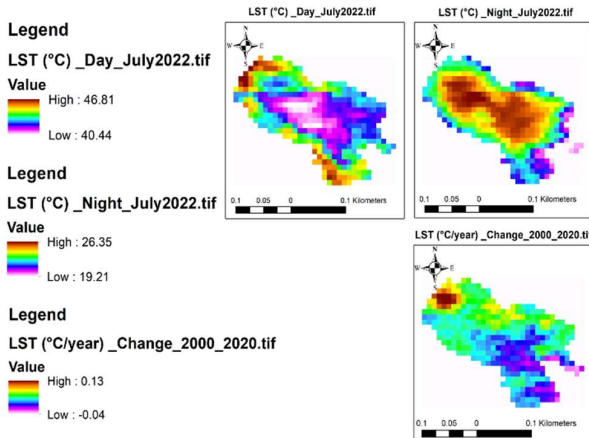 Legend
LST (°C) _Day_July2022.tif
Value
High : 46.81
Low : 40.44
Legend
LST (°C) _Night_July2022.tif
Value
High : 26.35
Low : 19.21
Legend
LST (°C/year) _Change_2000_2020.tif
Value
High : 0.13
Low : -0.04
LST (°C) _Day_July2022.tif
N
W E
S
0.1 0.05 0 0.1 Kilometers
LST (°C) _Night_July2022.tif
N
W E
S
0.1 0.05 0 0.1 Kilometers
LST (°C/year) _Change_2000_2020.tif
N
W E
S
0.1 0.05 0 0.1 Kilometers